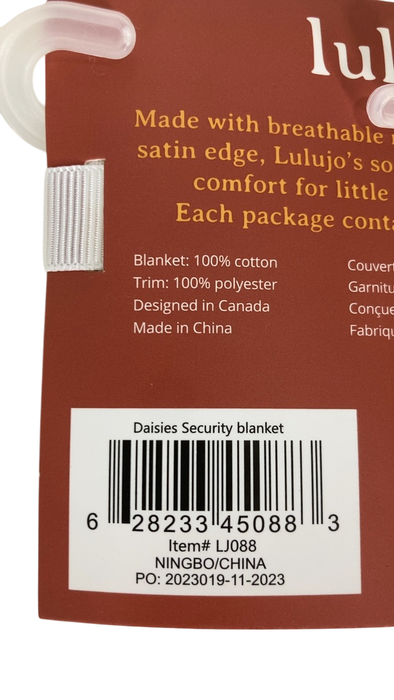 lul
Made with breathable
satin edge, Lulujo's so
comfort for little
Each package conta
Blanket: 100% cotton
Trim: 100% polyester
Designed in Canada
Made in China
Couvert
Garnitu
Conçue
Fabriqu
Daisies Security blanket
6 28233 45088 3
Item# LJ088
NINGBO/CHINA
PO: 2023019-11-2023